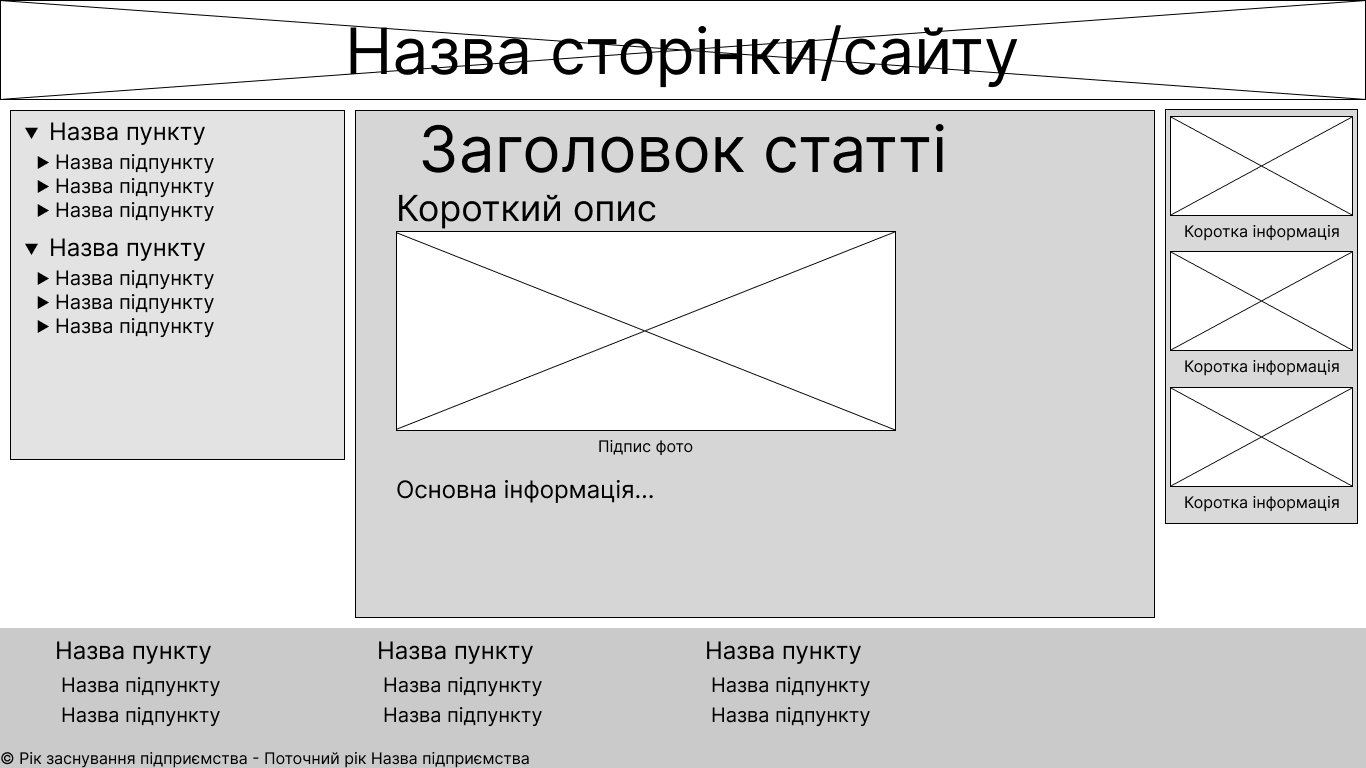 Назва сторінки/сайту
Назва пункту
Назва підпункту
Назва підпункту
Назва підпункту
Назва пункту
Назва підпункту
Назва підпункту
Назва підпункту
Заголовок статті
Короткий опис
Підпис фото
Основна інформація...
Коротка інформація
Коротка інформація
Коротка інформація
Назва пункту
Назва підпункту
Назва підпункту
Назва пункту
Назва підпункту
Назва підпункту
Назва пункту
Назва підпункту
Назва підпункту
© Рік заснування підприємства - Поточний рік Назва підприємства